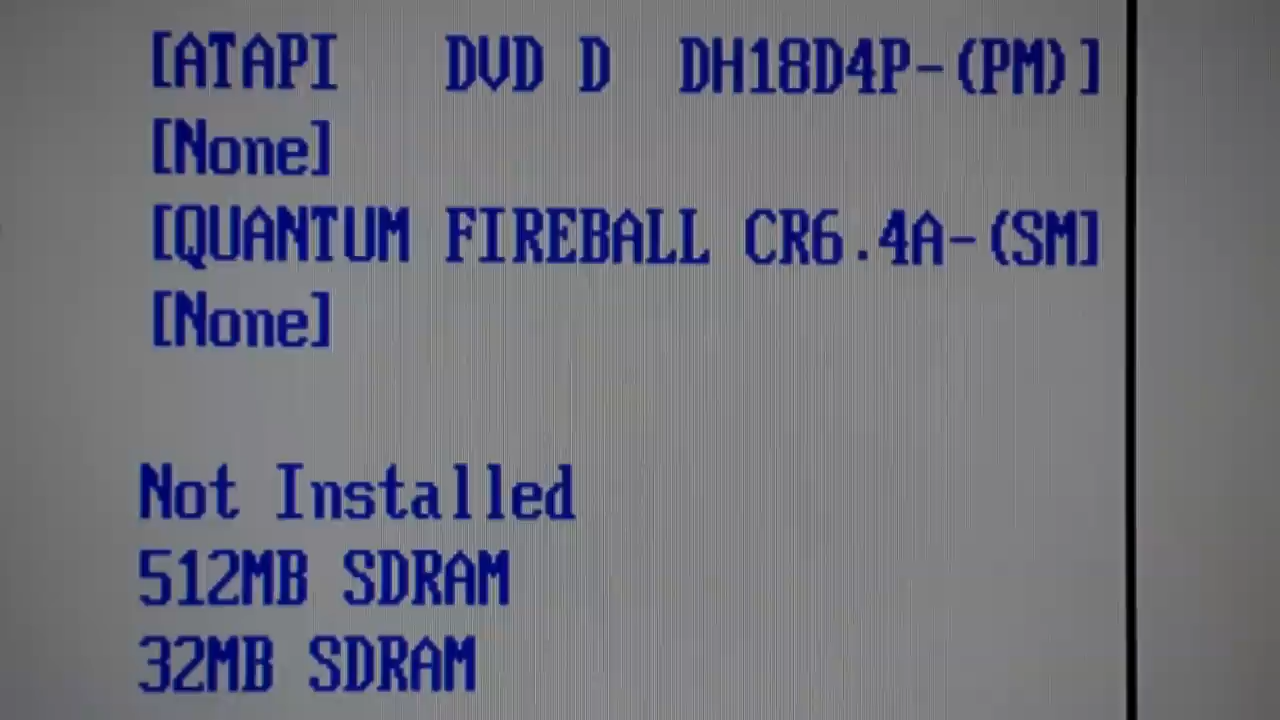 [ATAPI DVD D DH18D4P-(PM)]
[None]
[QUANTUM FIREBALL CR6.4A-(SM]
[None]
Not Installed
512MB SDRAM
32MB SDRAM